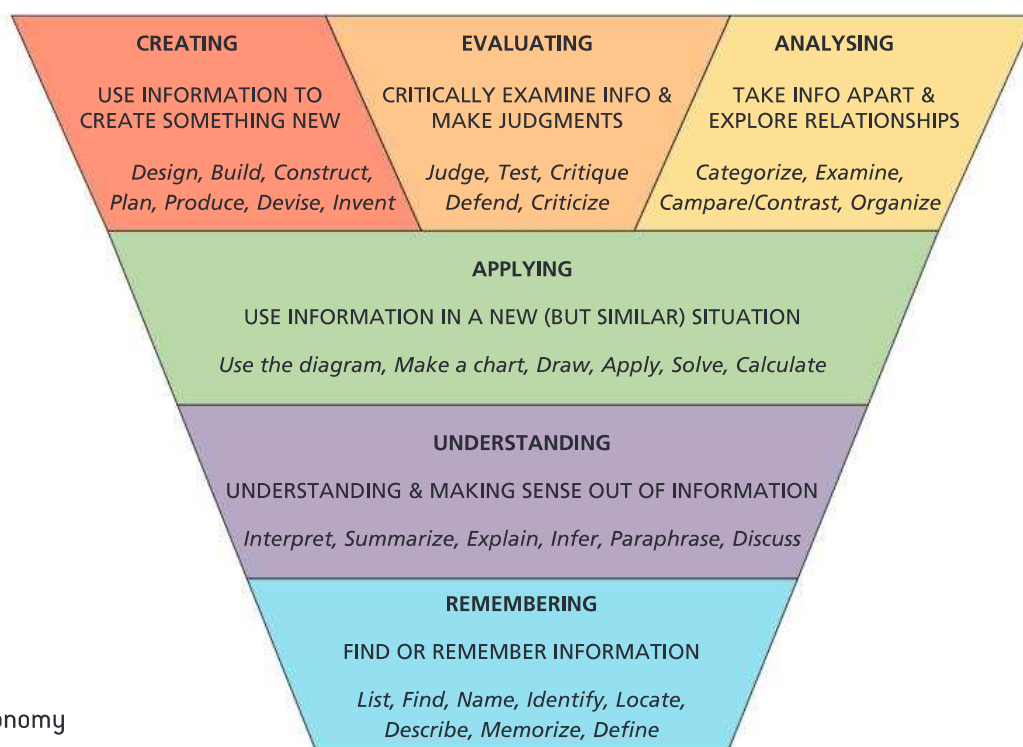 CREATING
USE INFORMATION TO
CREATE SOMETHING NEW
Design, Build, Construct,
Plan, Produce, Devise, Invent
EVALUATING
CRITICALLY EXAMINE INFO &
MAKE JUDGMENTS
Judge, Test, Critique
Defend, Criticize
ANALYSING
TAKE INFO APART &
EXPLORE RELATIONSHIPS
Categorize, Examine,
Campare/Contrast, Organize
APPLYING
USE INFORMATION IN A NEW (BUT SIMILAR) SITUATION
Use the diagram, Make a chart, Draw, Apply, Solve, Calculate
UNDERSTANDING
UNDERSTANDING & MAKING SENSE OUT OF INFORMATION
Interpret, Summarize, Explain, Infer, Paraphrase, Discuss
REMEMBERING
FIND OR REMEMBER INFORMATION
List, Find, Name, Identify, Locate,
Describe, Memorize, Define
onomy